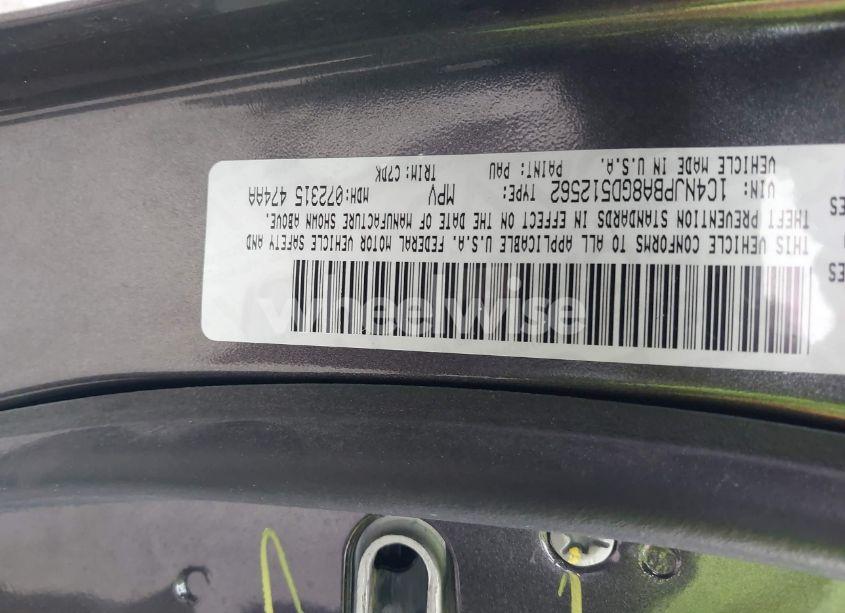 THIS VEHICLE CONFORMS TO ALL APPLICABLE U.S.A. FEDERAL MOTOR VEHICLE SAFETY AND
THEFT PREVENTION STANDARDS IN EFFECT ON THE DATE OF MANUFACTURE SHOWN ABOVE.
VIN: 1C4NJPBA8GD512562 TYPE: MPV MDH:072315 474AA
VEHICLE MADE IN U.S.A. PAINT: PAU TRIM: C7DK
wheelwise